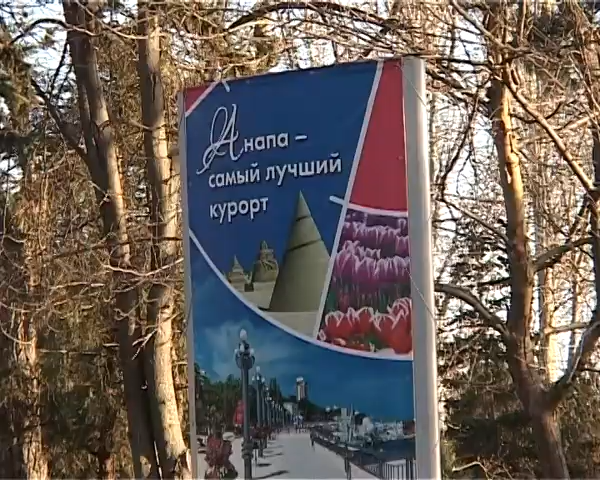 Анапа –
самый лучший
курорт